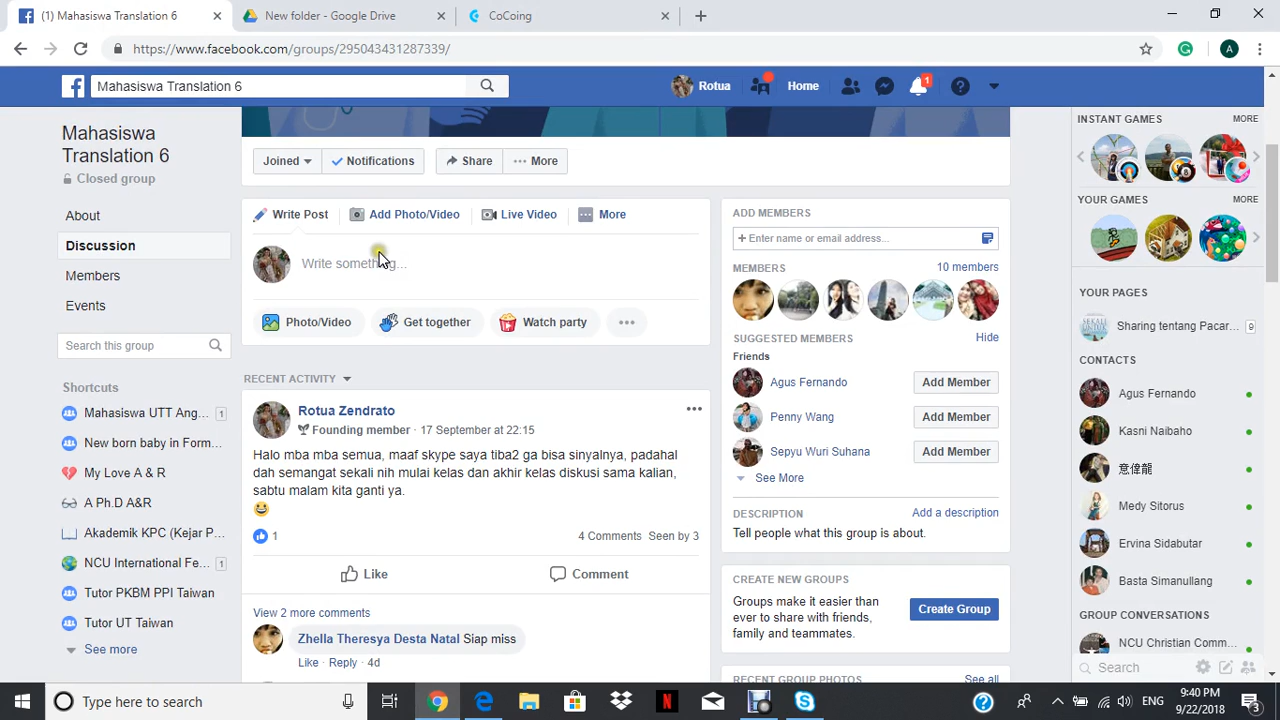 (1) Mahasiswa Translation 6
New folder - Google Drive
CoCoing
https://www.facebook.com/groups/295043431287339/
A
Mahasiswa Translation 6
Rotua
Home
1
Mahasiswa
Translation 6
Closed group
About
Discussion
Members
Events
Search this group
Shortcuts
Mahasiswa UTT Ang... 1
New born baby in Form...
My Love A & R
A Ph.D A&R
Akademik KPC (Kejar P...
NCU International Fe... 1
Tutor PKBM PPI Taiwan
Tutor UT Taiwan
See more
Joined
Notifications
Share
More
Write Post
Add Photo/Video
Live Video
More
Write something...
Photo/Video
Get together
Watch party
RECENT ACTIVITY
Rotua Zendrato
Founding member · 17 September at 22:15
Halo mba mba semua, maaf skype saya tiba2 ga bisa sinyalnya, padahal
dah semangat sekali nih mulai kelas dan akhir kelas diskusi sama kalian,
sabtu malam kita ganti ya.
1
4 Comments Seen by 3
Like
Comment
View 2 more comments
Zhella Theresya Desta Natal Siap miss
Like · Reply · 4d
ADD MEMBERS
+ Enter name or email address...
MEMBERS
10 members
SUGGESTED MEMBERS
Hide
Friends
Agus Fernando
Add Member
Penny Wang
Add Member
Sepyu Wuri Suhana
Add Member
See More
DESCRIPTION
Add a description
Tell people what this group is about.
CREATE NEW GROUPS
Groups make it easier than
ever to share with friends,
family and teammates.
Create Group
RECENT GROUP PHOTOS
See all
INSTANT GAMES
MORE
YOUR GAMES
MORE
YOUR PAGES
Sharing tentang Pacar... 9
CONTACTS
Agus Fernando
Kasni Naibaho
意偉龍
Medy Sitorus
Ervina Sidabutar
Basta Simanullang
GROUP CONVERSATIONS
NCU Christian Comm...
Search
Type here to search
ENG
9:40 PM
9/22/2018
3